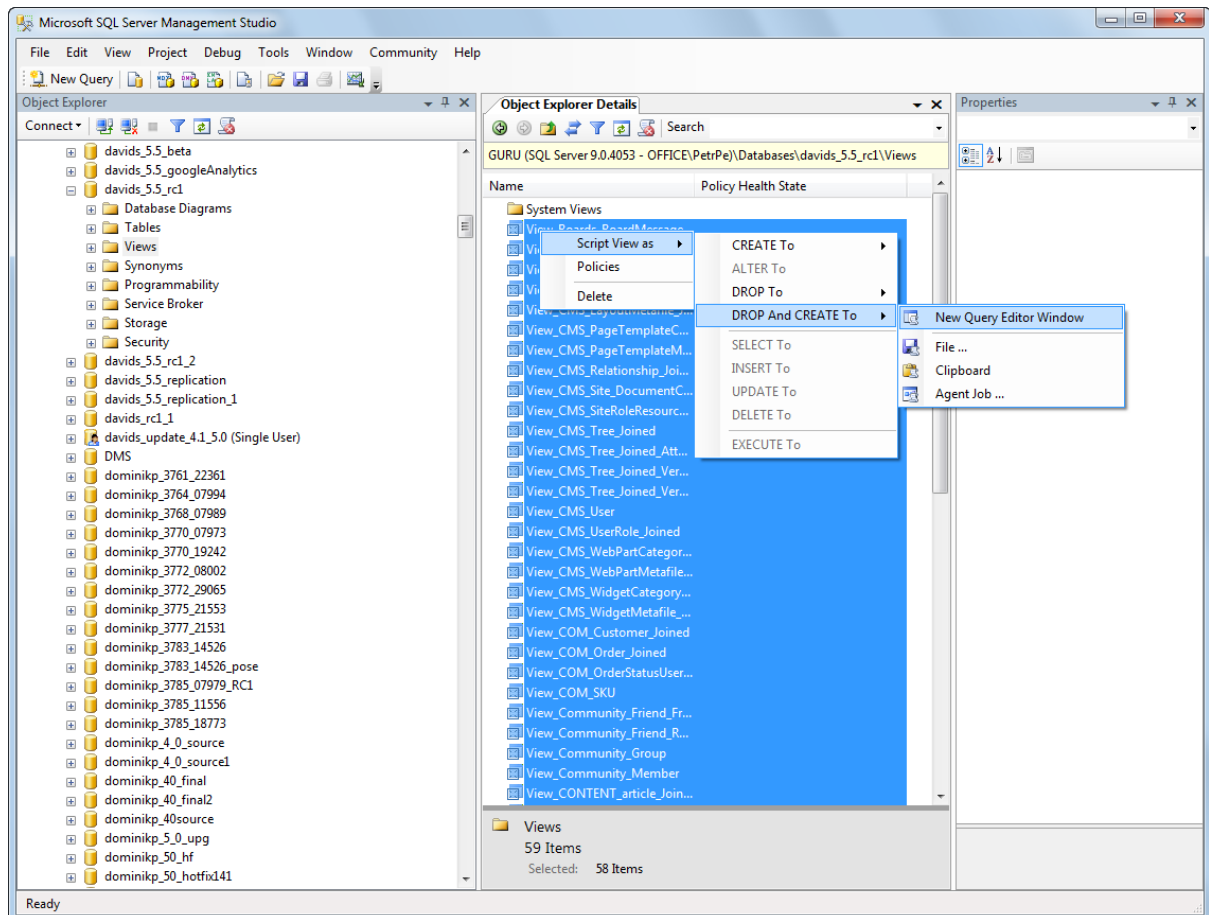 Microsoft SQL Server Management Studio
File Edit View Project Debug Tools Window Community Help
New Query
Object Explorer
Connect
davids_5.5_beta
davids_5.5_googleAnalytics
davids_5.5_rc1
Database Diagrams
Tables
Views
Synonyms
Programmability
Service Broker
Storage
Security
davids_5.5_rc1_2
davids_5.5_replication
davids_5.5_replication_1
davids_rc1_1
davids_update_4.1_5.0 (Single User)
DMS
dominikp_3761_22361
dominikp_3764_07994
dominikp_3768_07989
dominikp_3770_07973
dominikp_3770_19242
dominikp_3772_08002
dominikp_3772_29065
dominikp_3775_21553
dominikp_3777_21531
dominikp_3783_14526
dominikp_3783_14526_pose
dominikp_3785_07979_RC1
dominikp_3785_11556
dominikp_3785_18773
dominikp_4_0_source
dominikp_4_0_source1
dominikp_40_final
dominikp_40_final2
dominikp_40source
dominikp_5_0_upg
dominikp_50_hf
dominikp_50_hotfix141
Object Explorer Details
Search
GURU (SQL Server 9.0.4053 - OFFICE\PetrPe)\Databases\davids_5.5_rc1\Views
Name Policy Health State
System Views
View_Boards_BoardMessage...
View_CMS_LayoutMetafile_J...
View_CMS_PageTemplateC...
View_CMS_PageTemplateM...
View_CMS_Relationship_Joi...
View_CMS_Site_DocumentC...
View_CMS_SiteRoleResourc...
View_CMS_Tree_Joined
View_CMS_Tree_Joined_Att...
View_CMS_Tree_Joined_Ver...
View_CMS_Tree_Joined_Ver...
View_CMS_User
View_CMS_UserRole_Joined
View_CMS_WebPartCategor...
View_CMS_WebPartMetafile...
View_CMS_WidgetCategory...
View_CMS_WidgetMetafile_...
View_COM_Customer_Joined
View_COM_Order_Joined
View_COM_OrderStatusUser...
View_COM_SKU
View_Community_Friend_Fr...
View_Community_Friend_R...
View_Community_Group
View_Community_Member
View_CONTENT_article_Join...
Script View as
Policies
Delete
CREATE To
ALTER To
DROP To
DROP And CREATE To
SELECT To
INSERT To
UPDATE To
DELETE To
EXECUTE To
New Query Editor Window
File ...
Clipboard
Agent Job ...
Views
59 Items
Selected: 58 Items
Properties
Ready